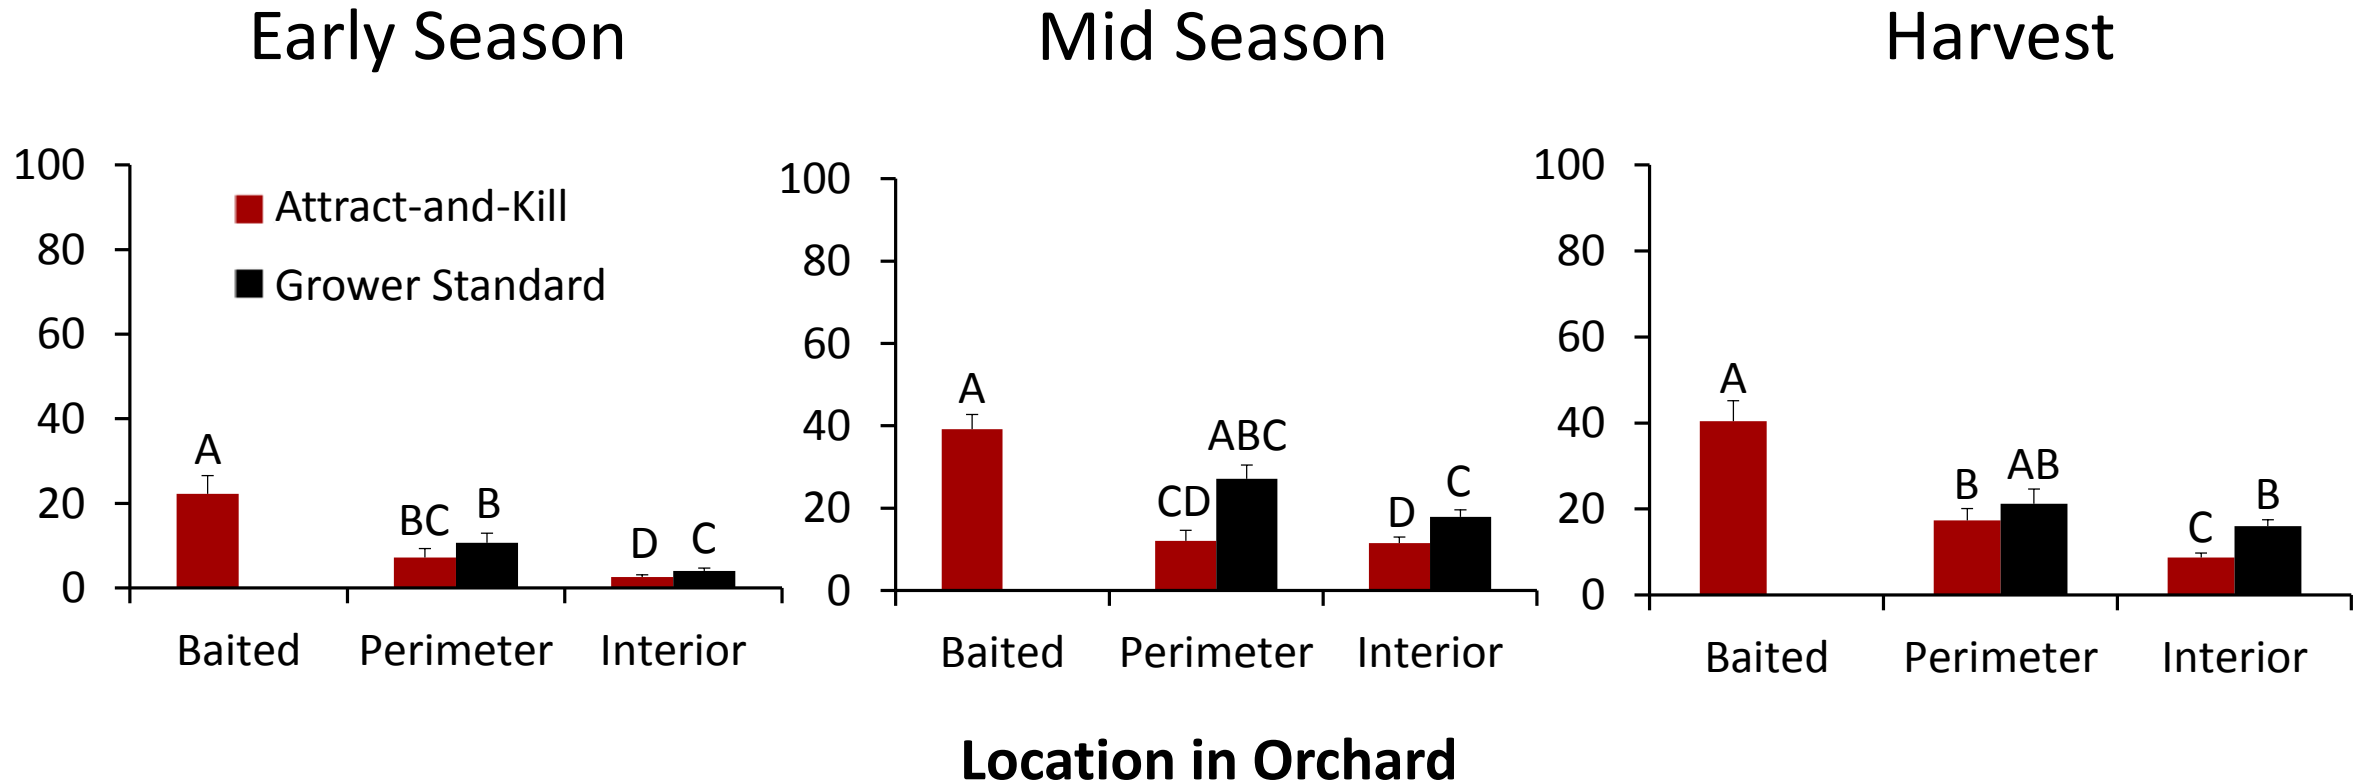 Early Season
Mid Season
Harvest
100
80
60
40
20
0
Attract-and-Kill
Grower Standard
A
BC
B
D
C
Baited
Perimeter
Interior
100
80
60
40
20
0
A
CD
ABC
D
C
Baited
Perimeter
Interior
100
80
60
40
20
0
A
B
AB
C
B
Baited
Perimeter
Interior
Location in Orchard